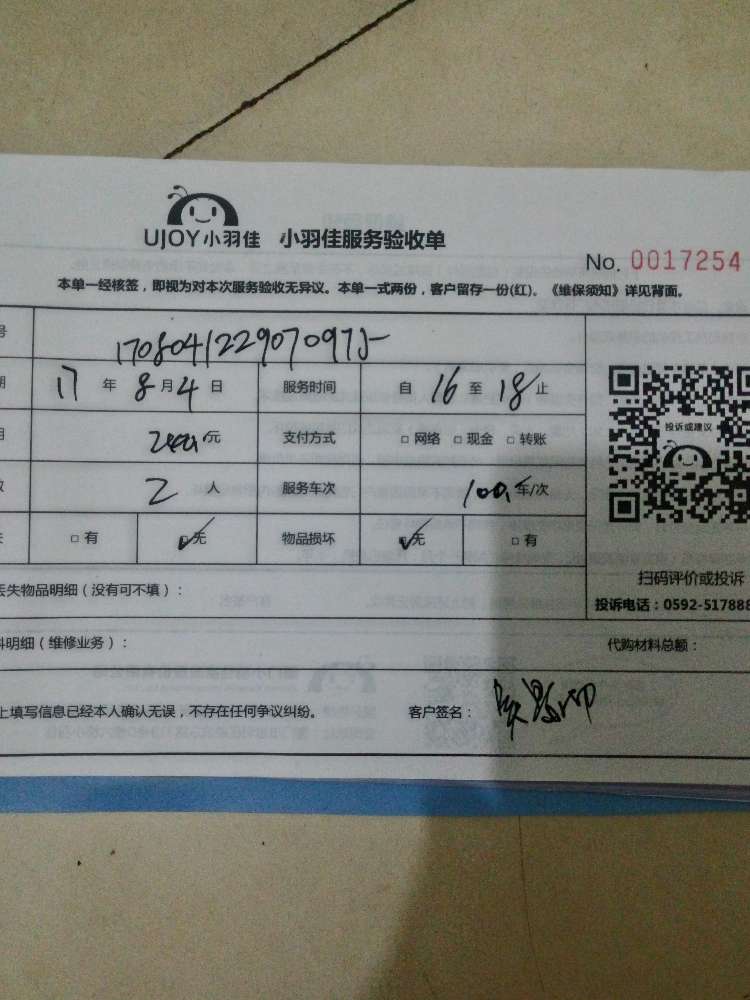 UJOY小羽佳 小羽佳服务验收单
No. 0017254
本单一经核签，即视为对本次服务验收无异议。本单一式两份，客户留存一份(红)。《维保须知》详见背面。
号 170804122907097
期 17 年 8 月 4 日 服务时间 自 16 至 18 止
元 支付方式 □ 网络 □ 现金 □ 转账
2 人 服务车次 车/次
投诉或建议
□ 有 ✓无 物品损坏 ✓无 □ 有
扫码评价或投诉
丢失物品明细（没有可不填）：
投诉电话：0592-517888
料明细（维修业务）： 代购材料总额：
上填写信息已经本人确认无误，不存在任何争议纠纷。 客户签名：